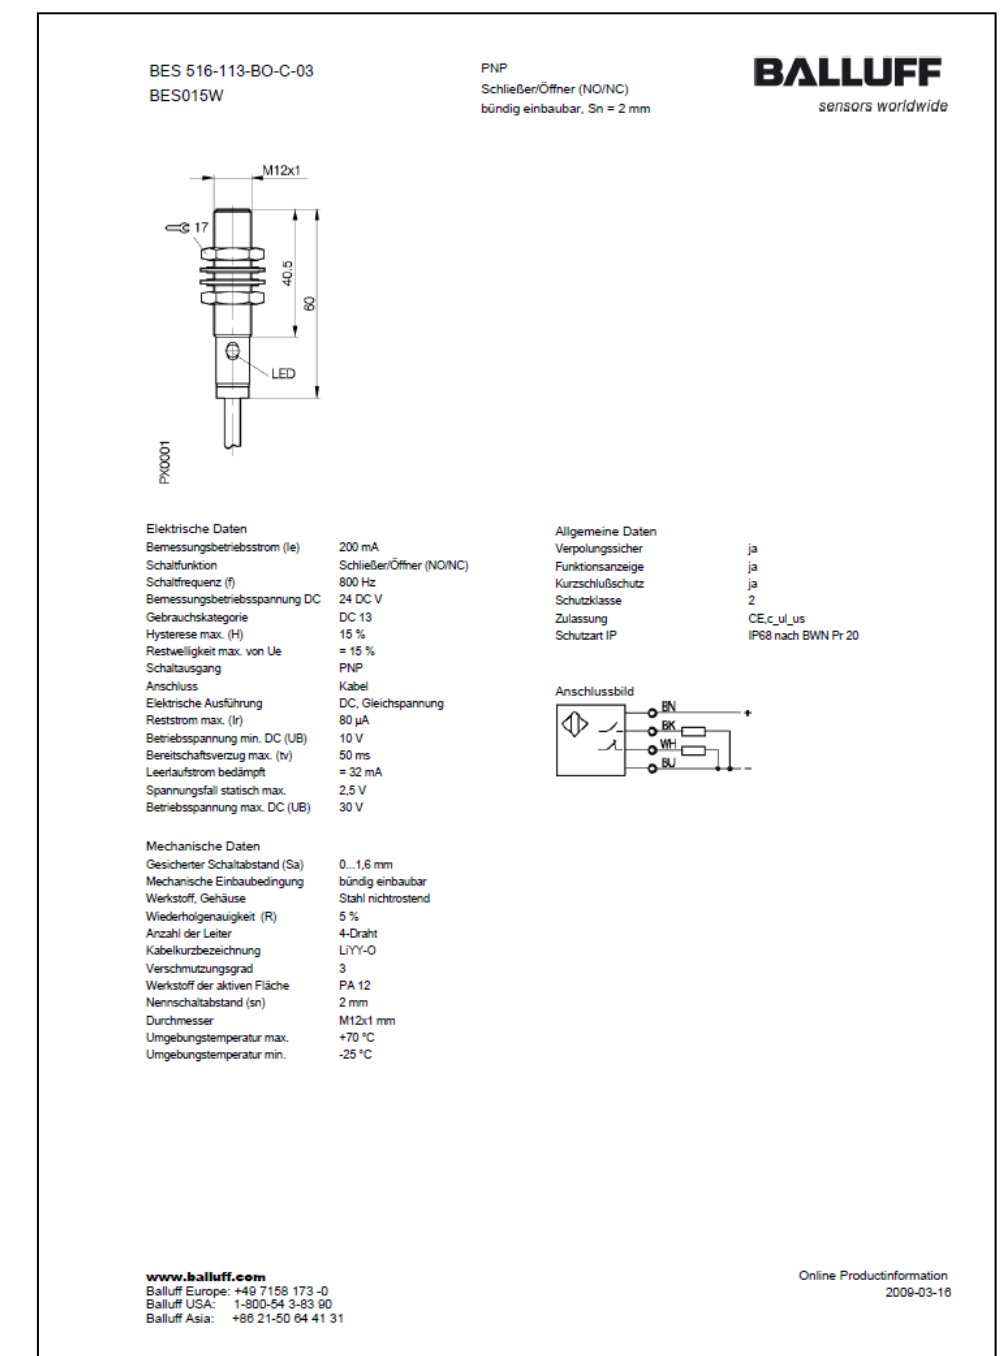 BES 516-113-BO-C-03
BES015W
PNP
Schließer/Öffner (NO/NC)
bündig einbaubar, Sn = 2 mm
BALLUFF
sensors worldwide
M12x1
17
40.5
60
LED
PX0001
Elektrische Daten
Bemessungsbetriebsstrom (Ie) 200 mA
Schaltfunktion Schließer/Öffner (NO/NC)
Schaltfrequenz (f) 800 Hz
Bemessungsbetriebsspannung DC 24 DC V
Gebrauchskategorie DC 13
Hysterese max. (H) 15 %
Restwelligkeit max. von Ue = 15 %
Schaltausgang PNP
Anschluss Kabel
Elektrische Ausführung DC, Gleichspannung
Reststrom max. (Ir) 80 µA
Betriebsspannung min. DC (UB) 10 V
Bereitschaftsverzug max. (tv) 50 ms
Leerlaufstrom bedämpft = 32 mA
Spannungsfall statisch max. 2,5 V
Betriebsspannung max. DC (UB) 30 V
Mechanische Daten
Gesicherter Schaltabstand (Sa) 0...1,6 mm
Mechanische Einbaubedingung bündig einbaubar
Werkstoff, Gehäuse Stahl nichtrostend
Wiederholgenauigkeit (R) 5 %
Anzahl der Leiter 4-Draht
Kabelkurzbezeichnung LiYY-O
Verschmutzungsgrad 3
Werkstoff der aktiven Fläche PA 12
Nennschaltabstand (sn) 2 mm
Durchmesser M12x1 mm
Umgebungstemperatur max. +70 °C
Umgebungstemperatur min. -25 °C
Allgemeine Daten
Verpolungssicher ja
Funktionsanzeige ja
Kurzschlußschutz ja
Schutzklasse 2
Zulassung CE,c_ul_us
Schutzart IP IP68 nach BWN Pr 20
Anschlussbild
BN +
BK
WH
BU −
www.balluff.com
Balluff Europe: +49 7158 173 -0
Balluff USA: 1-800-54 3-83 90
Balluff Asia: +86 21-50 64 41 31
Online Productinformation
2009-03-16